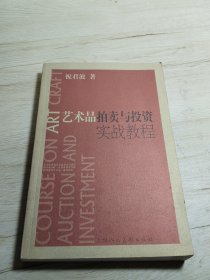 祝君波 著
艺术品拍卖与投资
实战教程
COURSE ON ART CRAFT
AUCTION AND
INVESTMENT